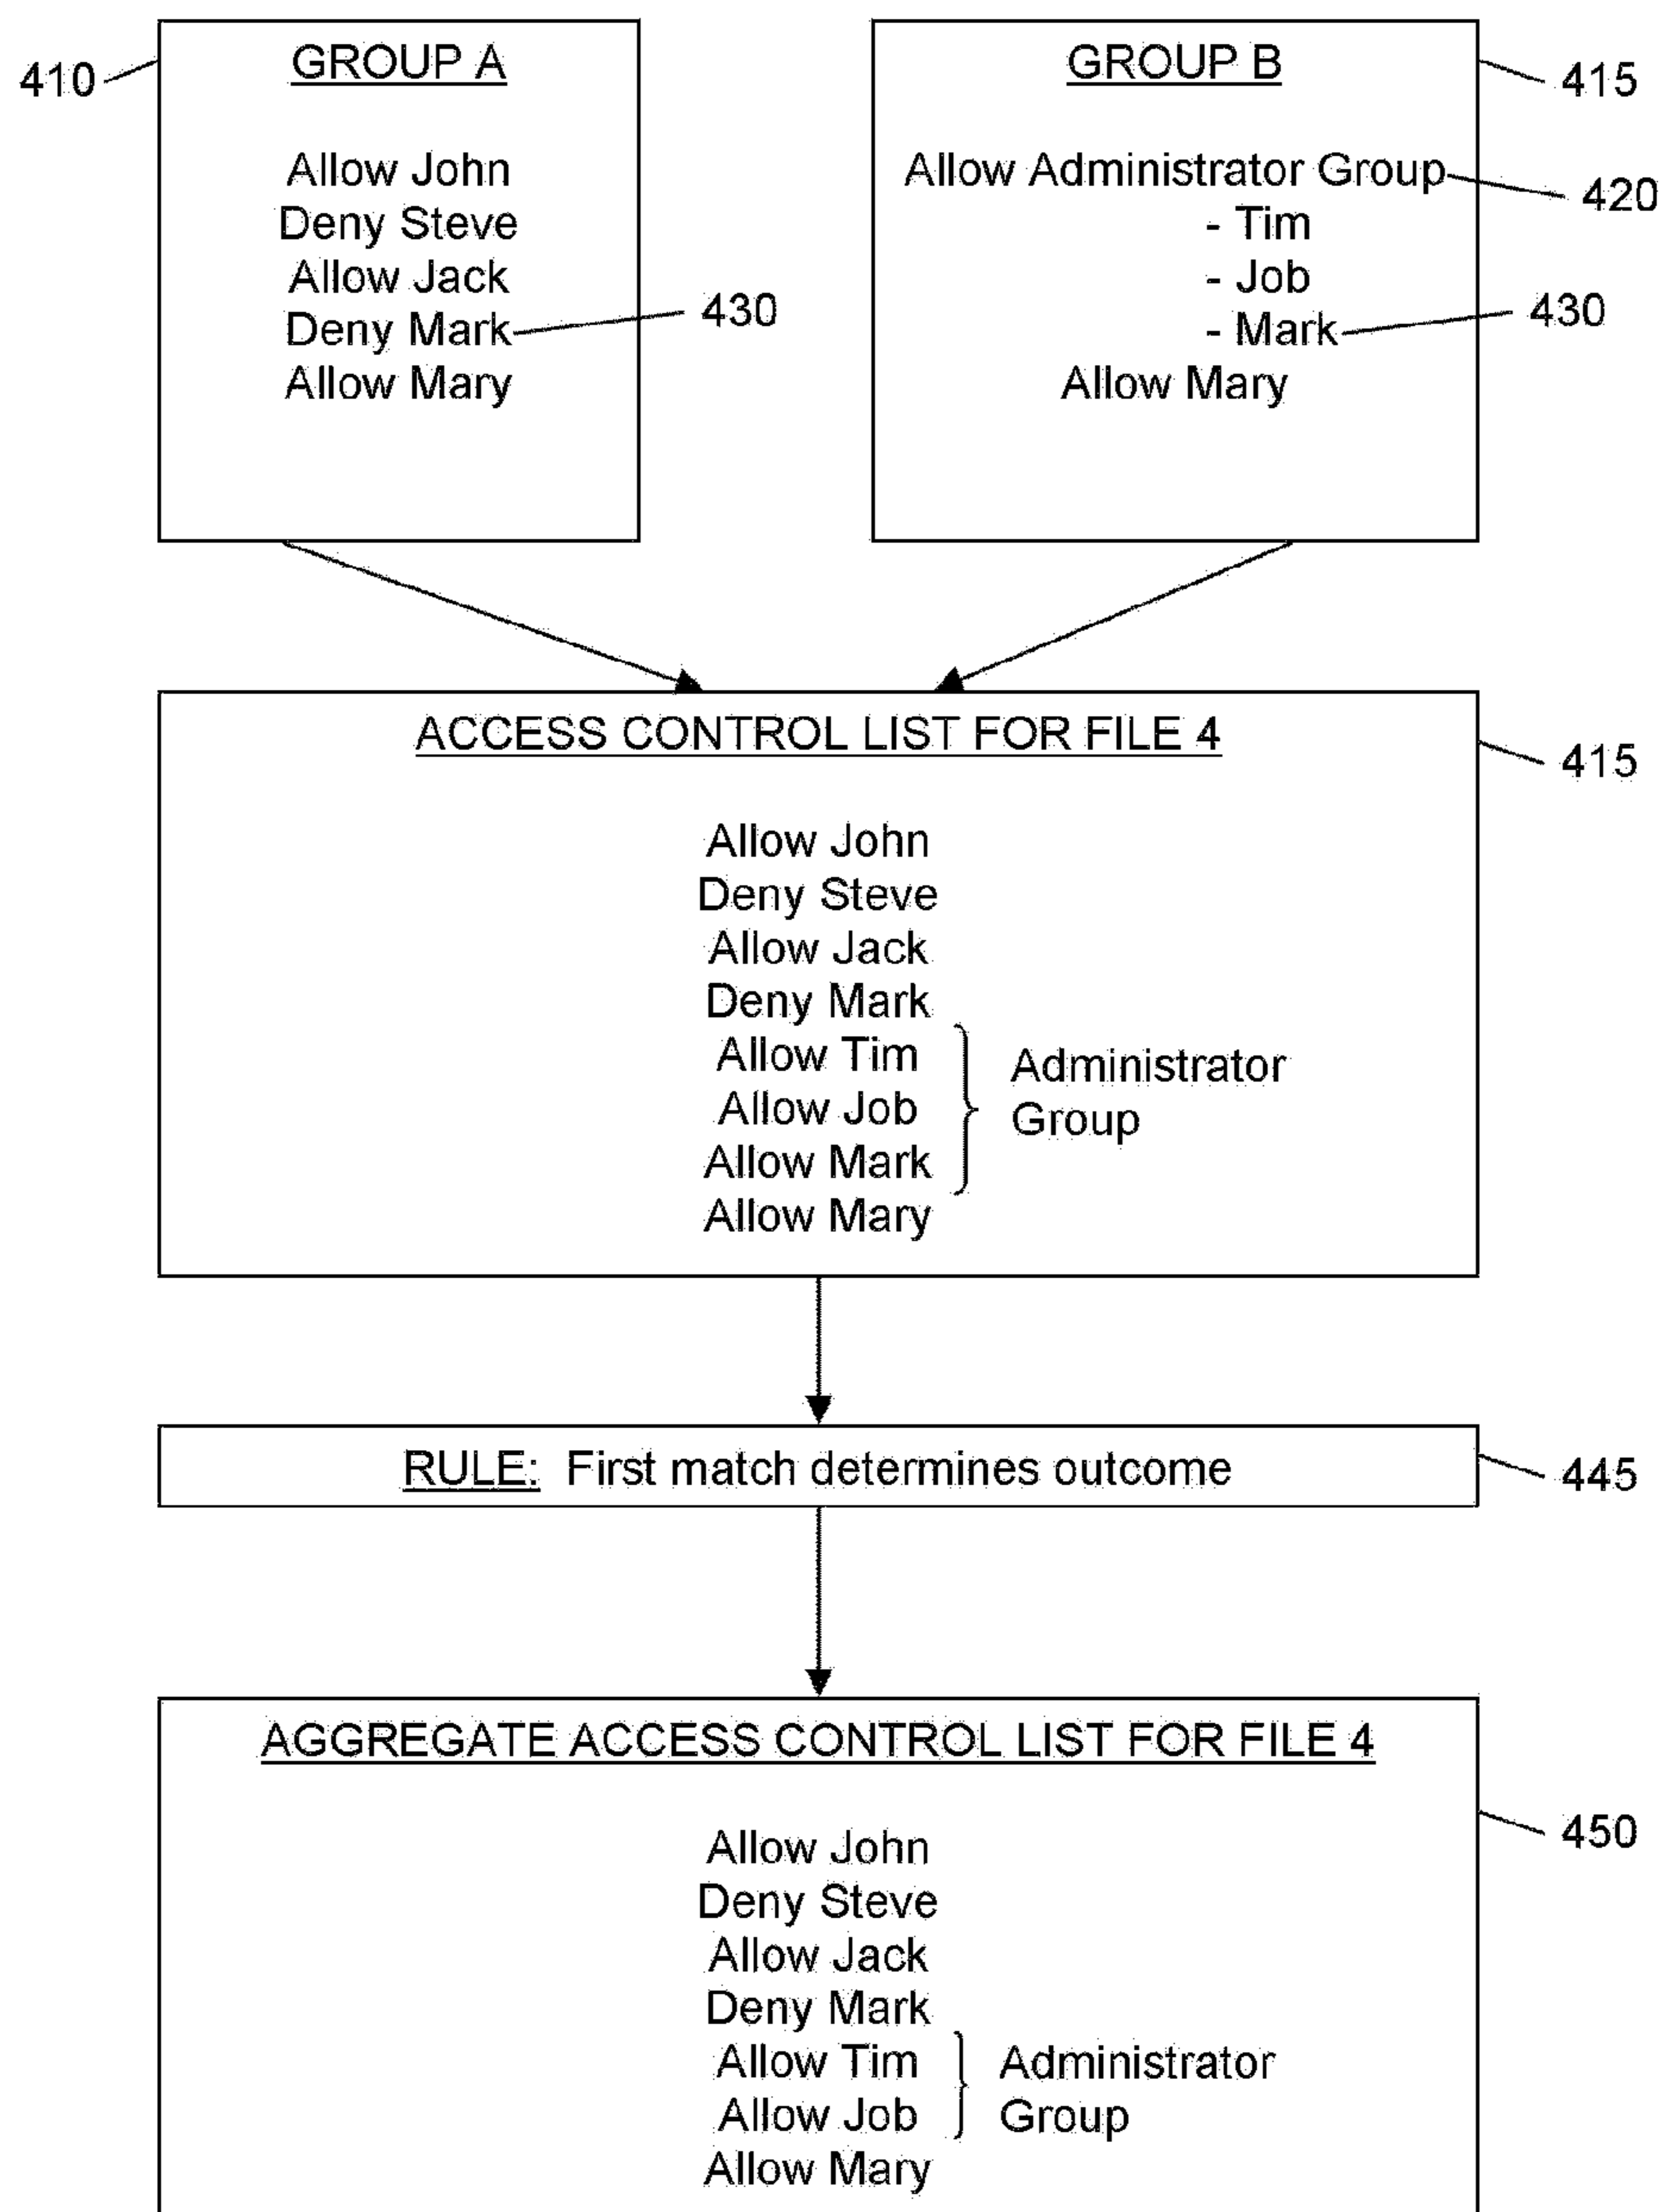 GROUP A
410
Allow John
Deny Steve
Allow Jack
Deny Mark
430
Allow Mary
GROUP B
415
Allow Administrator Group
420
- Tim
- Job
- Mark
430
Allow Mary
ACCESS CONTROL LIST FOR FILE 4
415
Allow John
Deny Steve
Allow Jack
Deny Mark
Allow Tim
Allow Job
Allow Mark
Administrator
Group
Allow Mary
RULE: First match determines outcome
445
AGGREGATE ACCESS CONTROL LIST FOR FILE 4
450
Allow John
Deny Steve
Allow Jack
Deny Mark
Allow Tim
Allow Job
Administrator
Group
Allow Mary